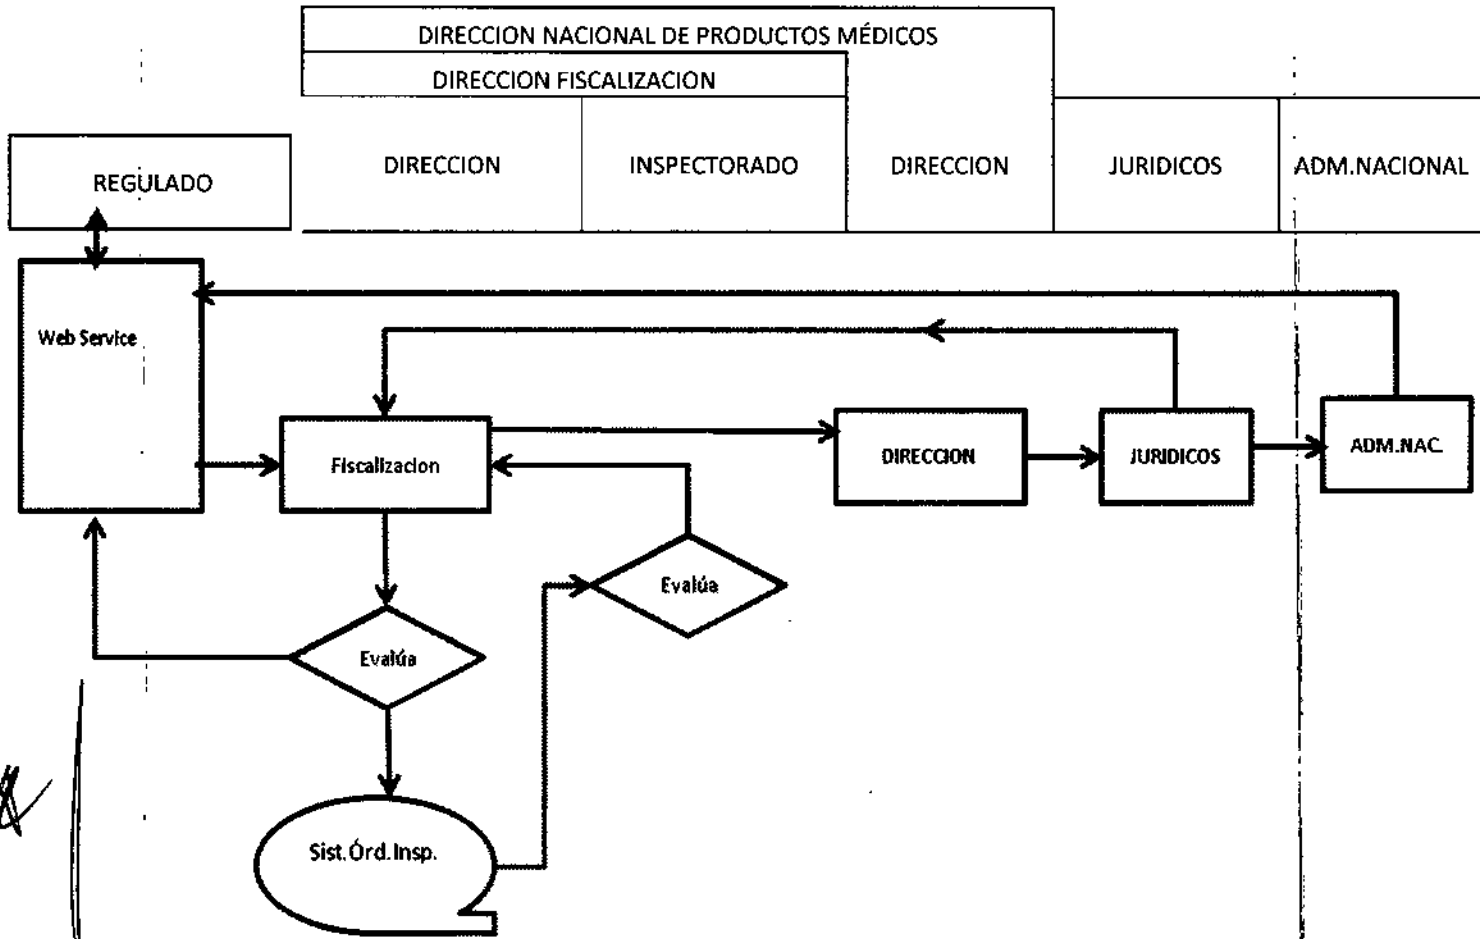 DIRECCION NACIONAL DE PRODUCTOS MÉDICOS
DIRECCION FISCALIZACION
REGULADO
DIRECCION
INSPECTORADO
DIRECCION
JURIDICOS
ADM.NACIONAL
Web Service
Fiscalizacion
DIRECCION
JURIDICOS
ADM.NAC.
Evalúa
Evalúa
Sist.Órd.Insp.